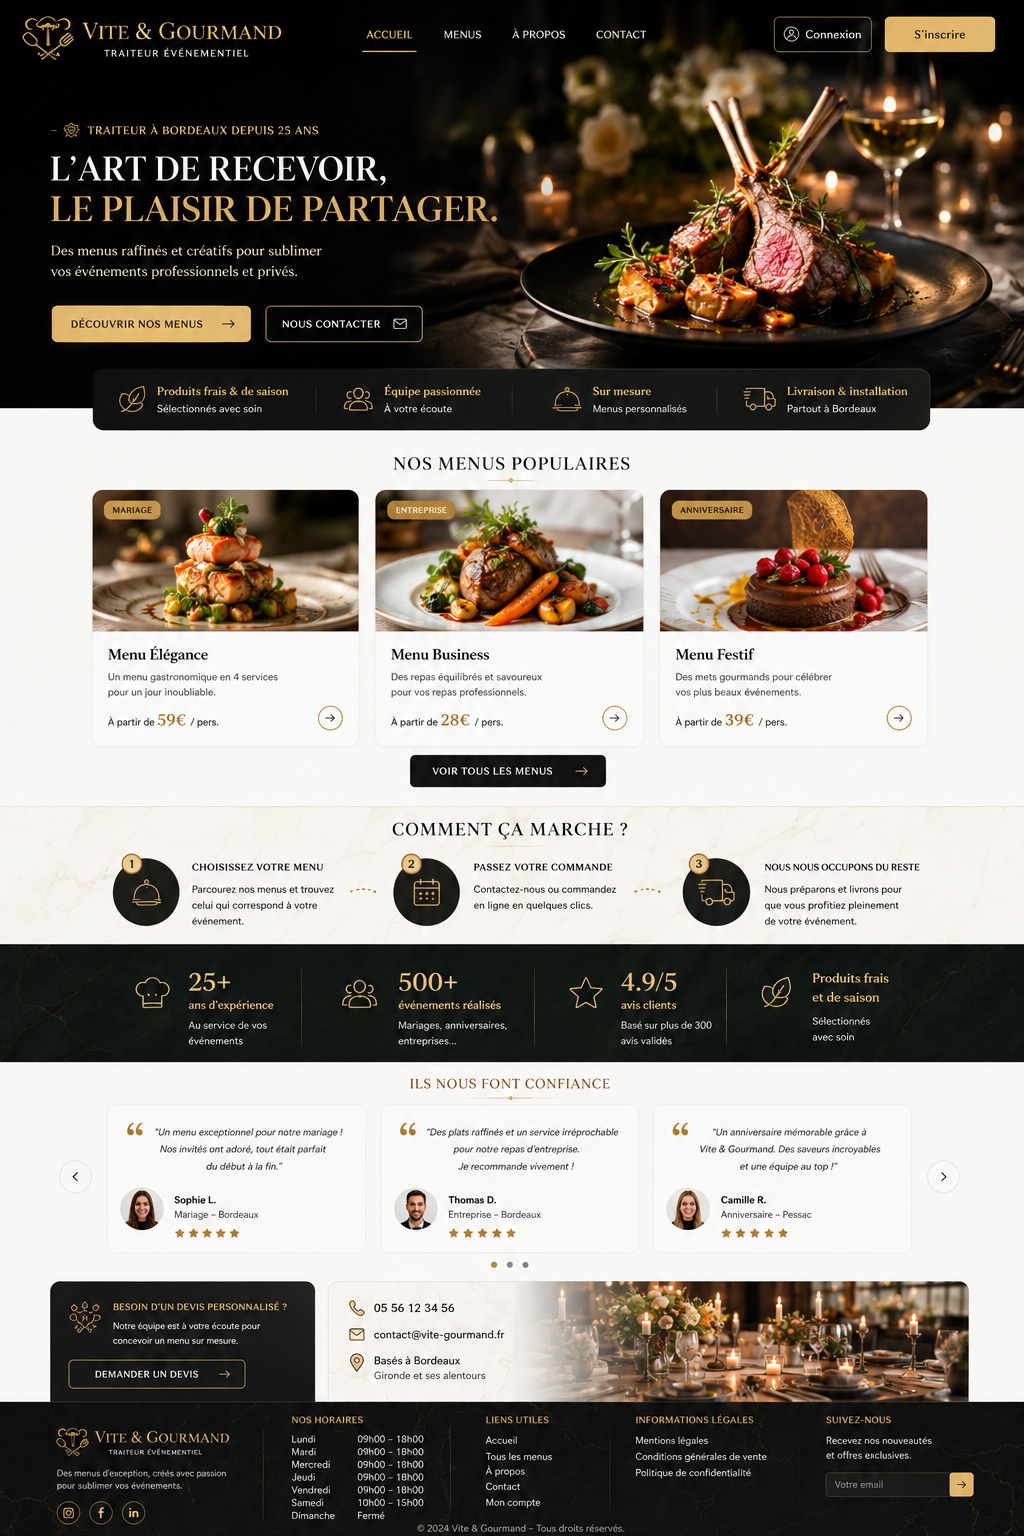 VITE & GOURMAND
TRAITEUR ÉVÉNEMENTIEL
ACCUEIL
MENUS
À PROPOS
CONTACT
Connexion
S'inscrire
TRAITEUR À BORDEAUX DEPUIS 25 ANS
L'ART DE RECEVOIR,
LE PLAISIR DE PARTAGER.
Des menus raffinés et créatifs pour sublimer
vos événements professionnels et privés.
DÉCOUVRIR NOS MENUS →
NOUS CONTACTER
Produits frais & de saison
Sélectionnés avec soin
Équipe passionnée
À votre écoute
Sur mesure
Menus personnalisés
Livraison & installation
Partout à Bordeaux
NOS MENUS POPULAIRES
MARIAGE
Menu Élégance
Un menu gastronomique en 4 services
pour un jour inoubliable.
À partir de 59€ / pers.
ENTREPRISE
Menu Business
Des repas équilibrés et savoureux
pour vos repas professionnels.
À partir de 28€ / pers.
ANNIVERSAIRE
Menu Festif
Des mets gourmands pour célébrer
vos plus beaux événements.
À partir de 39€ / pers.
VOIR TOUS LES MENUS →
COMMENT ÇA MARCHE ?
1
CHOISISSEZ VOTRE MENU
Parcourez nos menus et trouvez
celui qui correspond à votre
événement.
2
PASSEZ VOTRE COMMANDE
Contactez-nous ou commandez
en ligne en quelques clics.
3
NOUS NOUS OCCUPONS DU RESTE
Nous préparons et livrons pour
que vous profitiez pleinement
de votre événement.
25+
ans d'expérience
Au service de vos
événements
500+
événements réalisés
Mariages, anniversaires,
entreprises...
4.9/5
avis clients
Basé sur plus de 300
avis validés
Produits frais
et de saison
Sélectionnés
avec soin
ILS NOUS FONT CONFIANCE
"Un menu exceptionnel pour notre mariage !
Nos invités ont adoré, tout était parfait
du début à la fin."
Sophie L.
Mariage – Bordeaux
"Des plats raffinés et un service irréprochable
pour notre repas d'entreprise.
Je recommande vivement !
Thomas D.
Entreprise – Bordeaux
"Un anniversaire mémorable grâce à
Vite & Gourmand. Des saveurs incroyables
et une équipe au top !"
Camille R.
Anniversaire – Pessac
BESOIN D'UN DEVIS PERSONNALISÉ ?
Notre équipe est à votre écoute pour
concevoir un menu sur mesure.
DEMANDER UN DEVIS →
05 56 12 34 56
contact@vite-gourmand.fr
Basés à Bordeaux
Gironde et ses alentours
VITE & GOURMAND
TRAITEUR ÉVÉNEMENTIEL
Des menus d'exception, créés avec passion
pour sublimer vos événements.
f
in
NOS HORAIRES
Lundi 09h00 – 18h00
Mardi 09h00 – 18h00
Mercredi 09h00 – 18h00
Jeudi 09h00 – 18h00
Vendredi 09h00 – 18h00
Samedi 10h00 – 15h00
Dimanche Fermé
LIENS UTILES
Accueil
Tous les menus
À propos
Contact
Mon compte
INFORMATIONS LÉGALES
Mentions légales
Conditions générales de vente
Politique de confidentialité
SUIVEZ-NOUS
Recevez nos nouveautés
et offres exclusives.
Votre email
© 2024 Vite & Gourmand – Tous droits réservés.